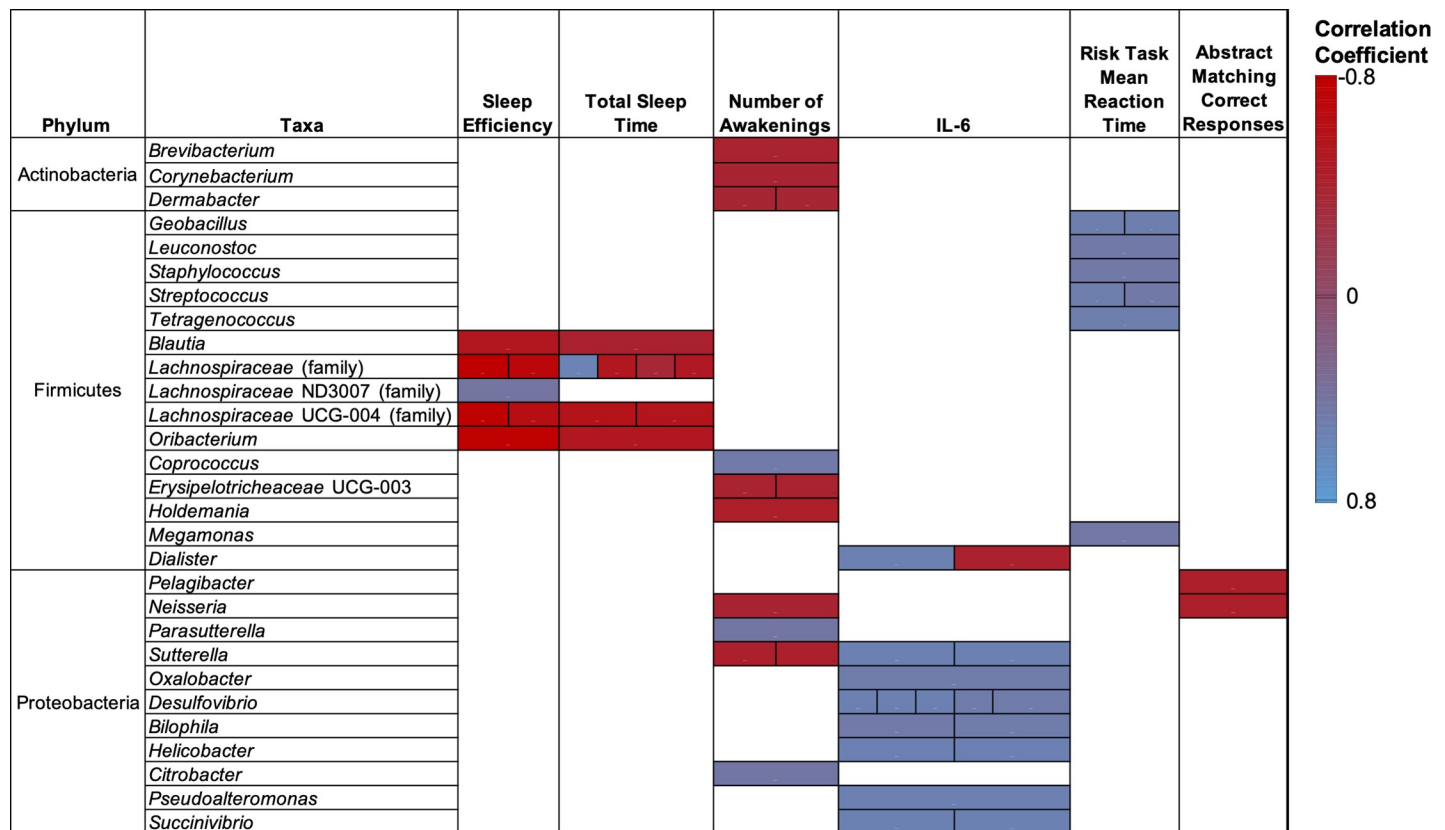 Correlation
Coefficient
Risk Task
Mean
Reaction
Time
Abstract
Matching
Correct
Responses
Sleep
Efficiency
Total Sleep
Time
Number of
Awakenings
Phylum
Taxa
IL-6
-0.8
0
0.8
Actinobacteria
Brevibacterium
Corynebacterium
Dermabacter
Firmicutes
Geobacillus
Leuconostoc
Staphylococcus
Streptococcus
Tetragenococcus
Blautia
Lachnospiraceae (family)
Lachnospiraceae ND3007 (family)
Lachnospiraceae UCG-004 (family)
Oribacterium
Coprococcus
Erysipelotricheaceae UCG-003
Holdemania
Megamonas
Dialister
Proteobacteria
Pelagibacter
Neisseria
Parasutterella
Sutterella
Oxalobacter
Desulfovibrio
Bilophila
Helicobacter
Citrobacter
Pseudoalteromonas
Succinivibrio